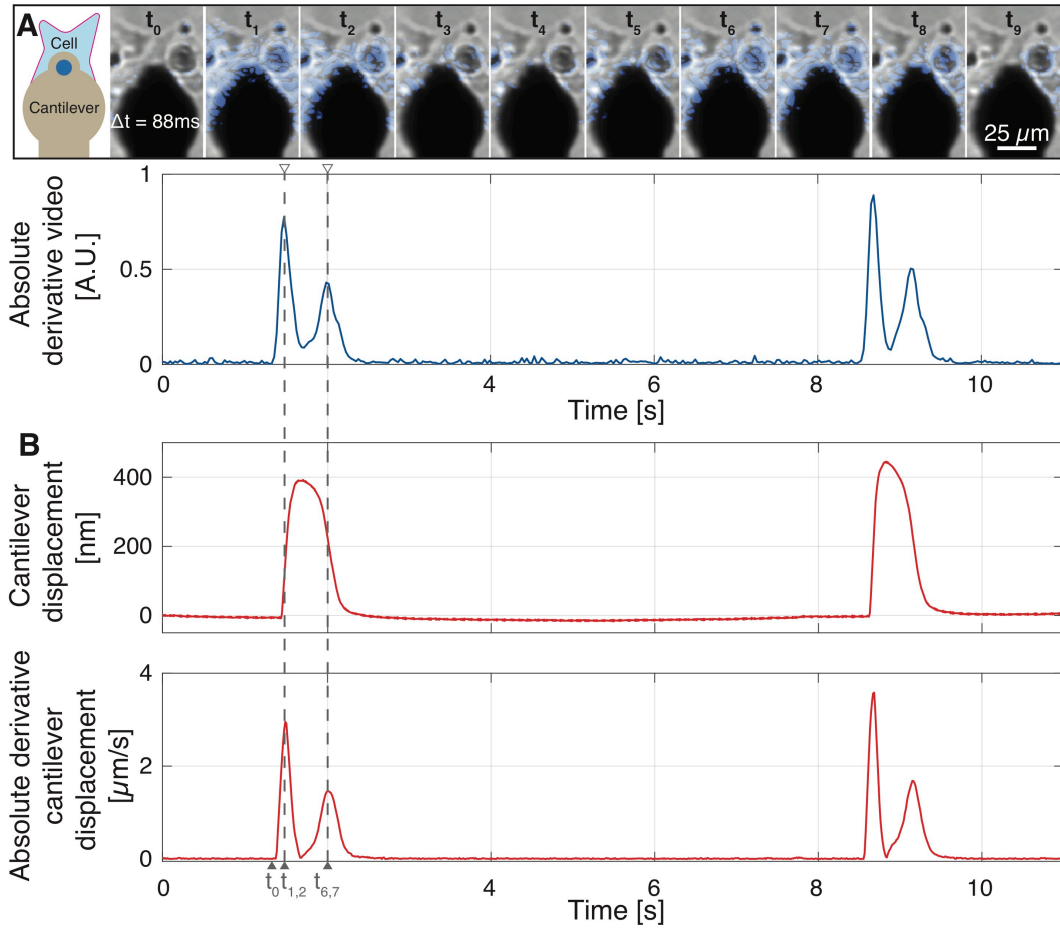 A
Cell
Cantilever
t0 t1 t2 t3 t4 t5 t6 t7 t8 t9
Δt = 88ms
25 µm
Absolute
derivative video
[A.U.]
1
0.5
0
0 4 6 8 10
Time [s]
B
Cantilever
displacement
[nm]
400
200
0
Absolute derivative
cantilever
displacement
[µm/s]
4
2
0
t0 t1,2 t6,7
0 4 6 8 10
Time [s]